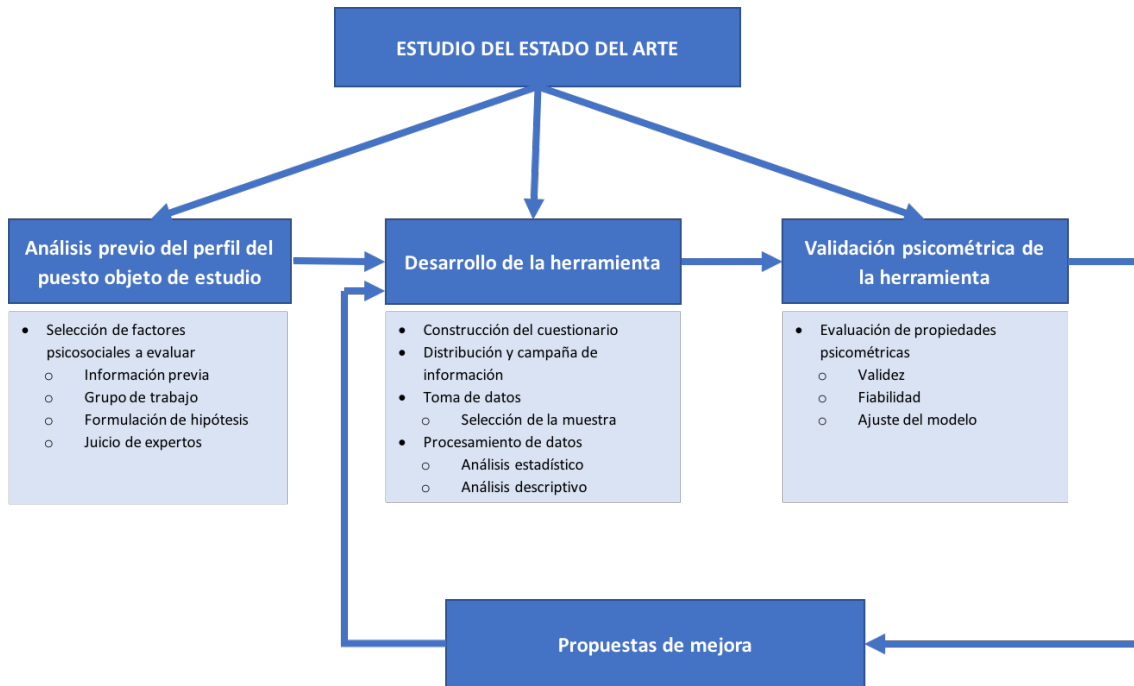 ESTUDIO DEL ESTADO DEL ARTE
Análisis previo del perfil del
puesto objeto de estudio
• Selección de factores
psicosociales a evaluar
o Información previa
o Grupo de trabajo
o Formulación de hipótesis
o Juicio de expertos
Desarrollo de la herramienta
• Construcción del cuestionario
• Distribución y campaña de
información
• Toma de datos
o Selección de la muestra
• Procesamiento de datos
o Análisis estadístico
o Análisis descriptivo
Validación psicométrica de
la herramienta
• Evaluación de propiedades
psicométricas
o Validez
o Fiabilidad
o Ajuste del modelo
Propuestas de mejora